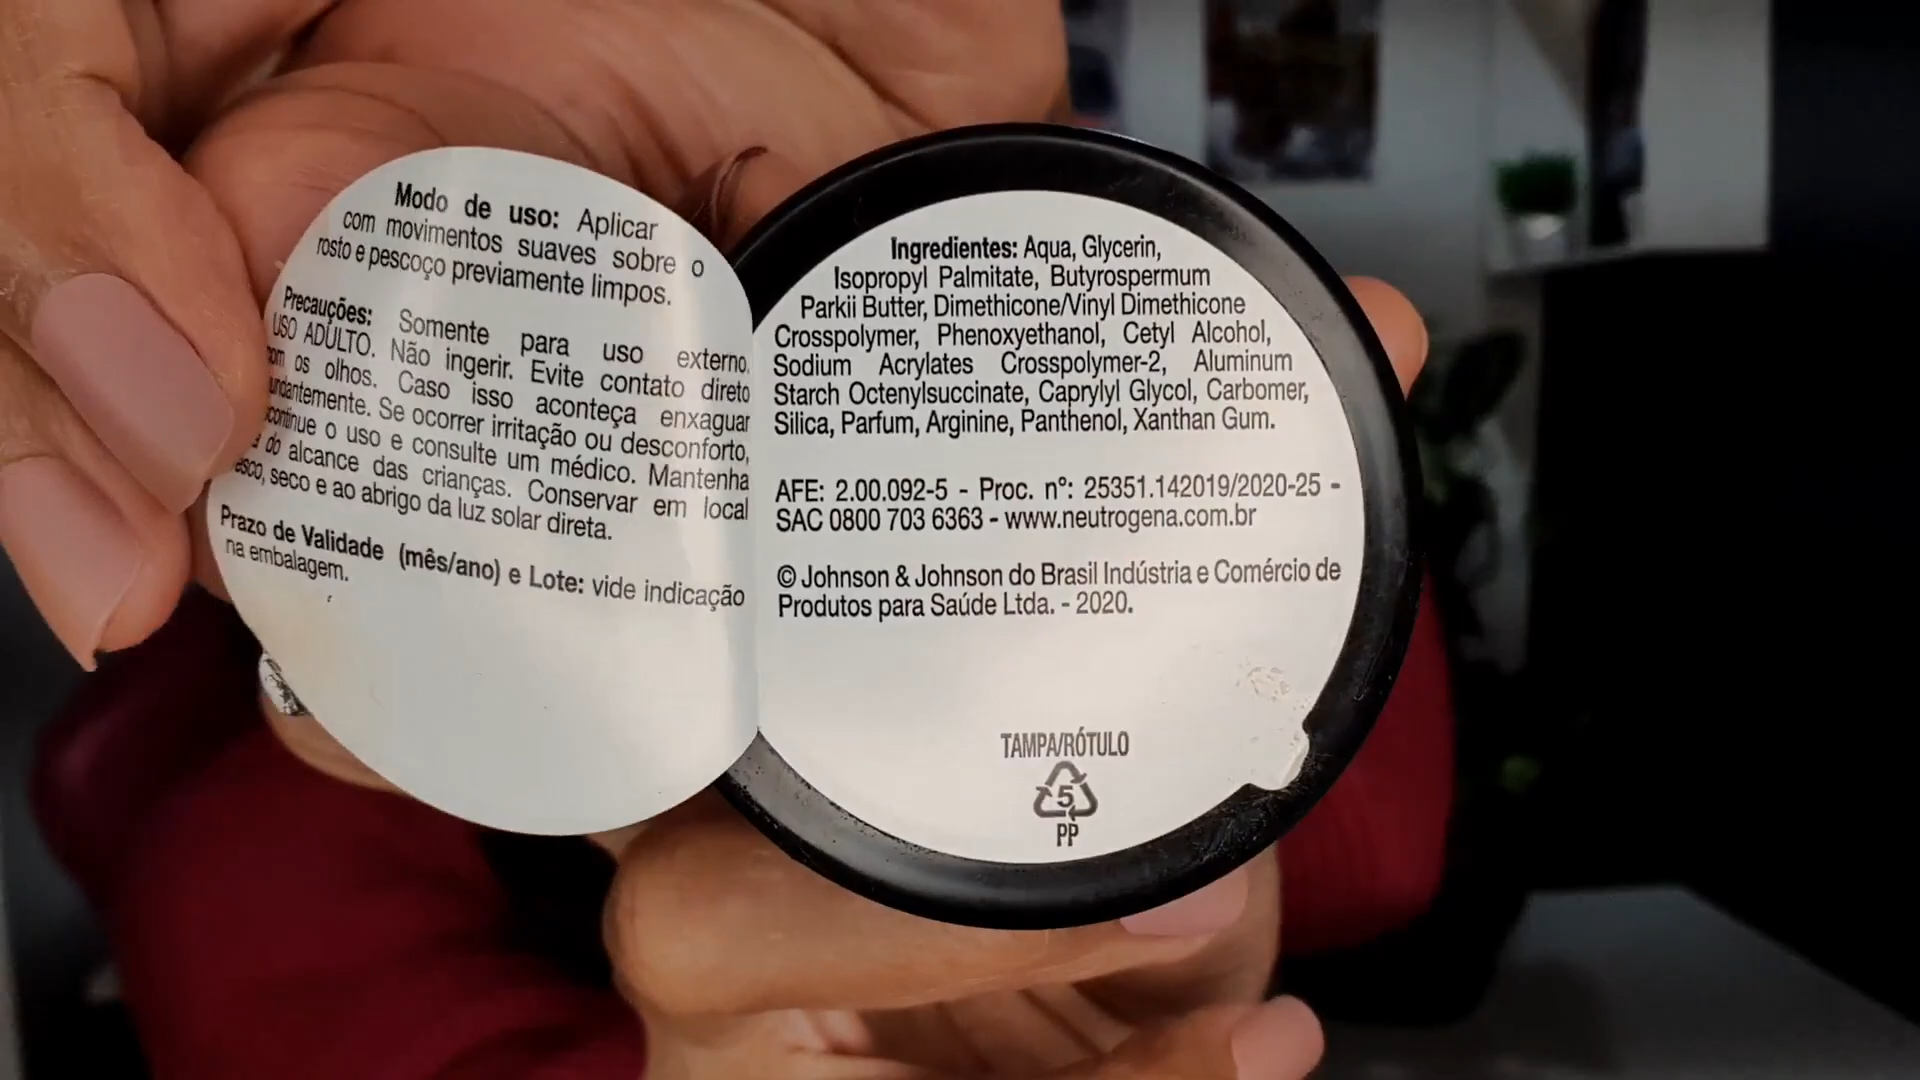 Modo de uso: Aplicar
com movimentos suaves sobre o
rosto e pescoço previamente limpos.
Precauções: Somente para uso externo.
USO ADULTO. Não ingerir. Evite contato direto
os olhos. Caso isso aconteça enxaguar
Se ocorrer irritação ou desconforto,
o uso e consulte um médico. Mantenha
do alcance das crianças. Conservar em local
seco e ao abrigo da luz solar direta.
Prazo de Validade (mês/ano) e Lote: vide indicação
na embalagem.
Ingredientes: Aqua, Glycerin,
Isopropyl Palmitate, Butyrospermum
Parkii Butter, Dimethicone/Vinyl Dimethicone
Crosspolymer, Phenoxyethanol, Cetyl Alcohol,
Sodium Acrylates Crosspolymer-2, Aluminum
Starch Octenylsuccinate, Caprylyl Glycol, Carbomer,
Silica, Parfum, Arginine, Panthenol, Xanthan Gum.
AFE: 2.00.092-5 - Proc. nº: 25351.142019/2020-25 -
SAC 0800 703 6363 - www.neutrogena.com.br
© Johnson & Johnson do Brasil Indústria e Comércio de
Produtos para Saúde Ltda. - 2020.
TAMPA/RÓTULO
5
PP